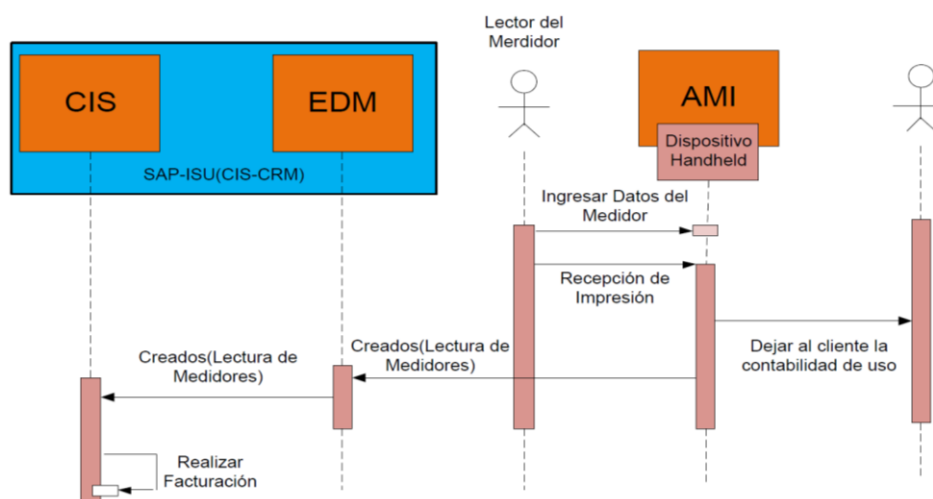 Lector del
Merdidor
CIS
EDM
AMI
Dispositivo
Handheld
SAP-ISU(CIS-CRM)
Ingresar Datos del
Medidor
Recepción de
Impresión
Creados(Lectura de
Medidores)
Creados(Lectura de
Medidores)
Dejar al cliente la
contabilidad de uso
Realizar
Facturación